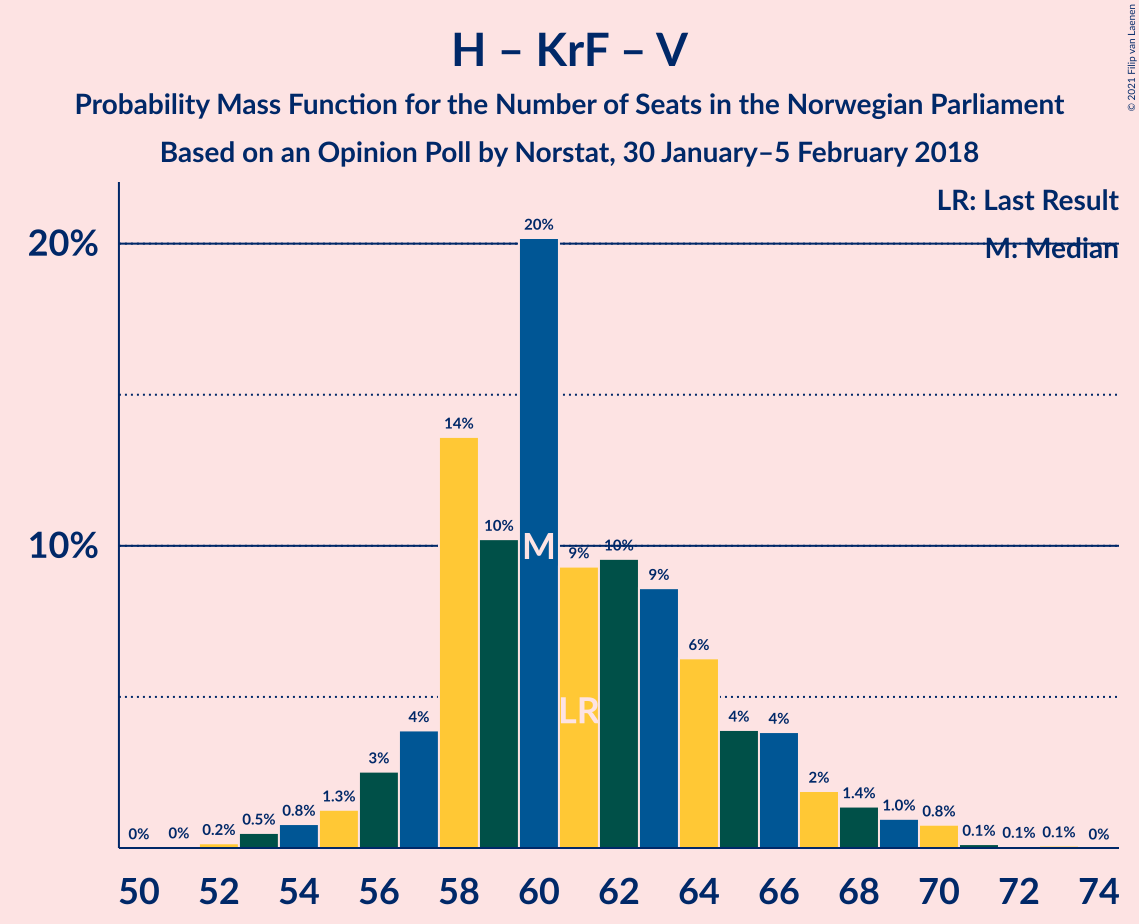 H – KrF – V
Probability Mass Function for the Number of Seats in the Norwegian Parliament
Based on an Opinion Poll by Norstat, 30 January–5 February 2018
© 2021 Filip van Laenen
LR: Last Result
M: Median
20%
10%
0% 0% 0.2% 0.5% 0.8% 1.3% 3% 4% 14% 10% 20% 9% 10% 9% 6% 4% 4% 2% 1.4% 1.0% 0.8% 0.1% 0.1% 0.1% 0%
M
LR
50 52 54 56 58 60 62 64 66 68 70 72 74